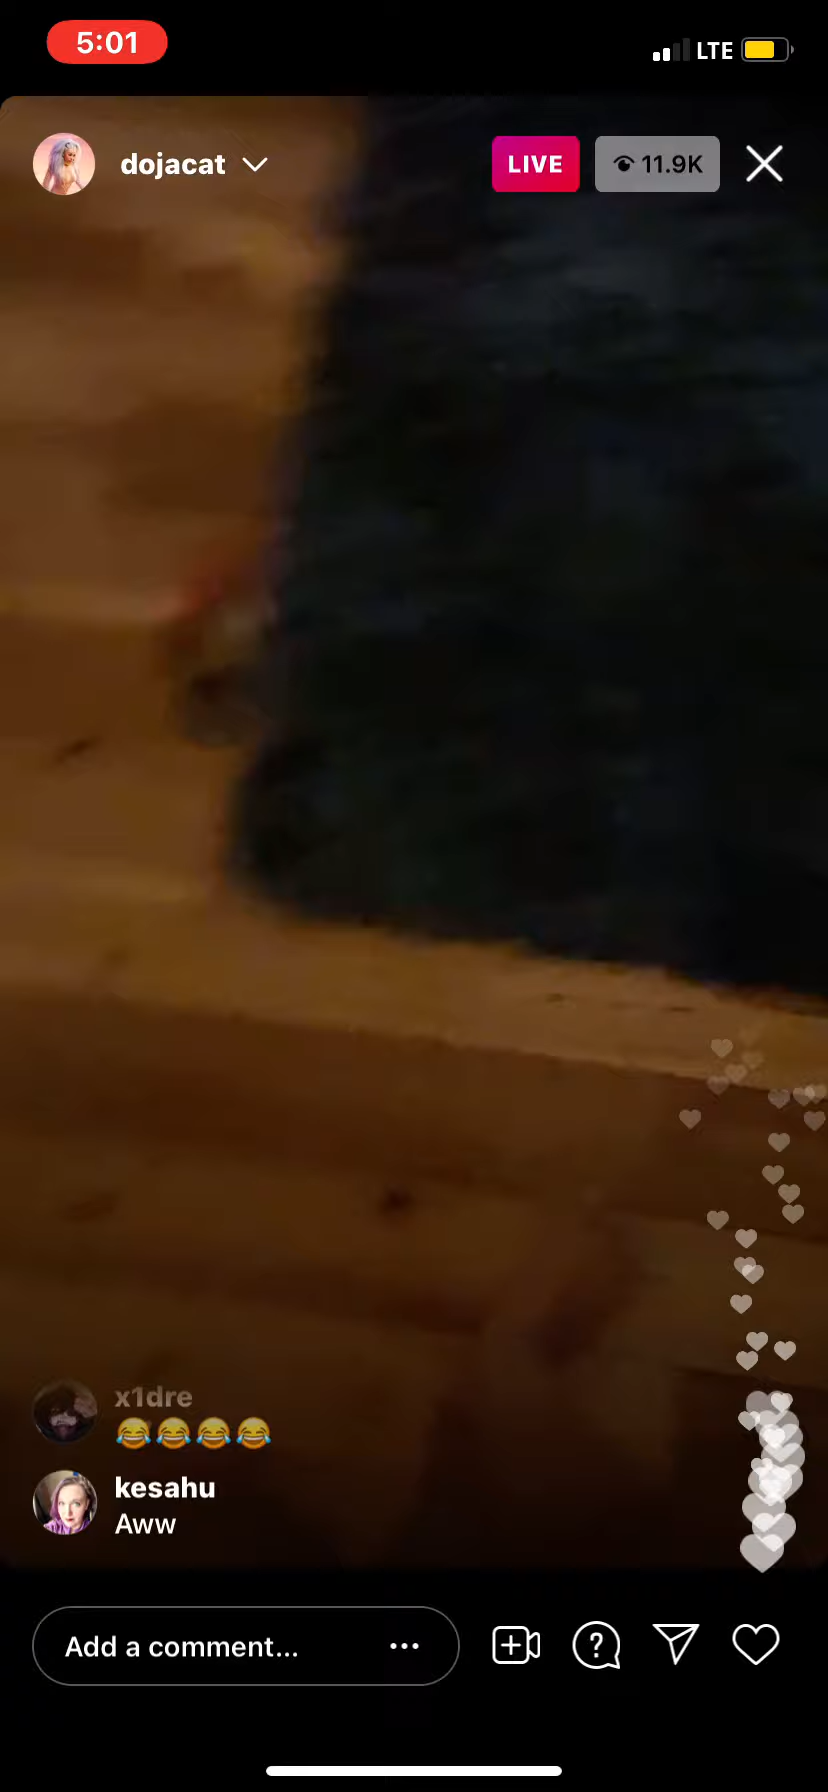 5:01
LTE
dojacat
LIVE
11.9K
x1dre
😂😂😂😂
kesahu
Aww
Add a comment...